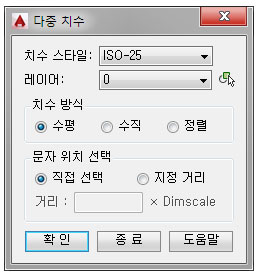 다중 치수
치수 스타일: ISO-25
레이어: 0
치수 방식
수평 수직 정렬
문자 위치 선택
직접 선택 지정 거리
거리 : × Dimscale
확 인 종 료 도움말